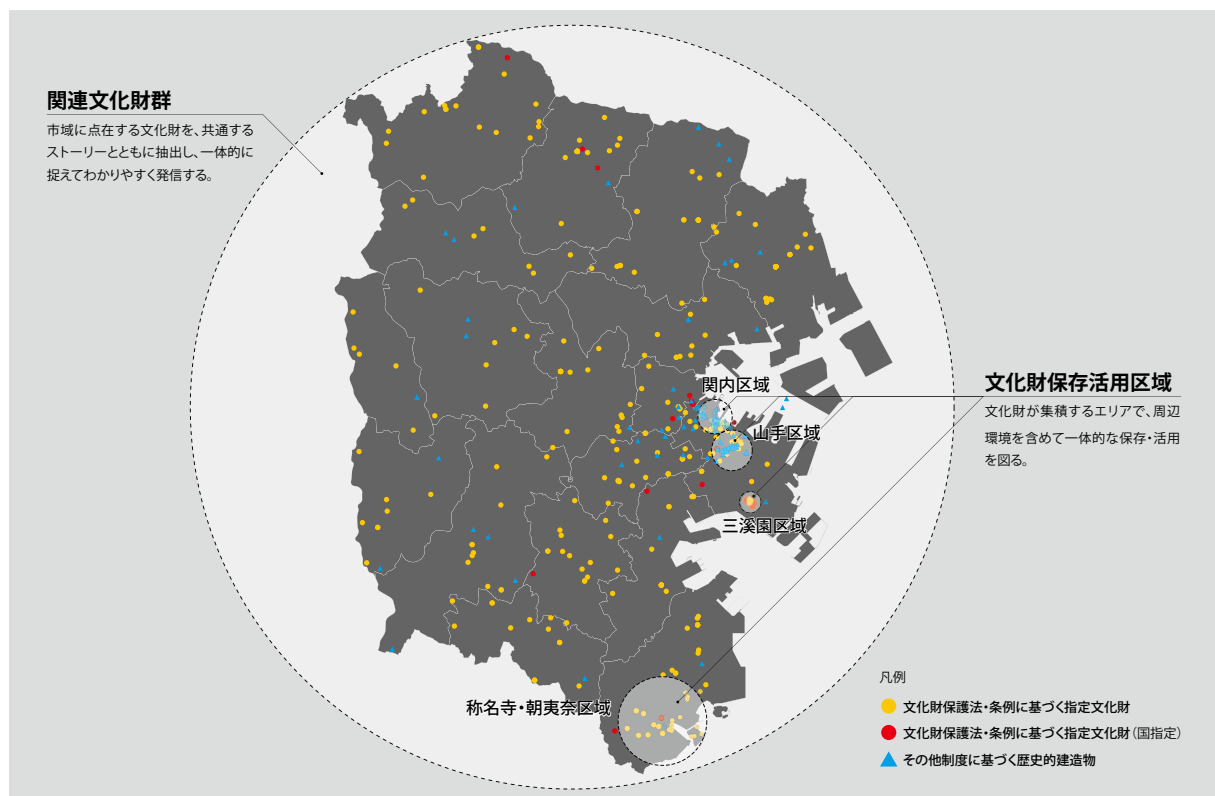 関連文化財群
市域に点在する文化財を、共通する
ストーリーとともに抽出し、一体的に
捉えてわかりやすく発信する。
関内区域
文化財保存活用区域
文化財が集積するエリアで、周辺
環境を含めて一体的な保存・活用
を図る。
山手区域
三溪園区域
称名寺・朝夷奈区域
凡例
文化財保護法・条例に基づく指定文化財
文化財保護法・条例に基づく指定文化財（国指定）
その他制度に基づく歴史的建造物